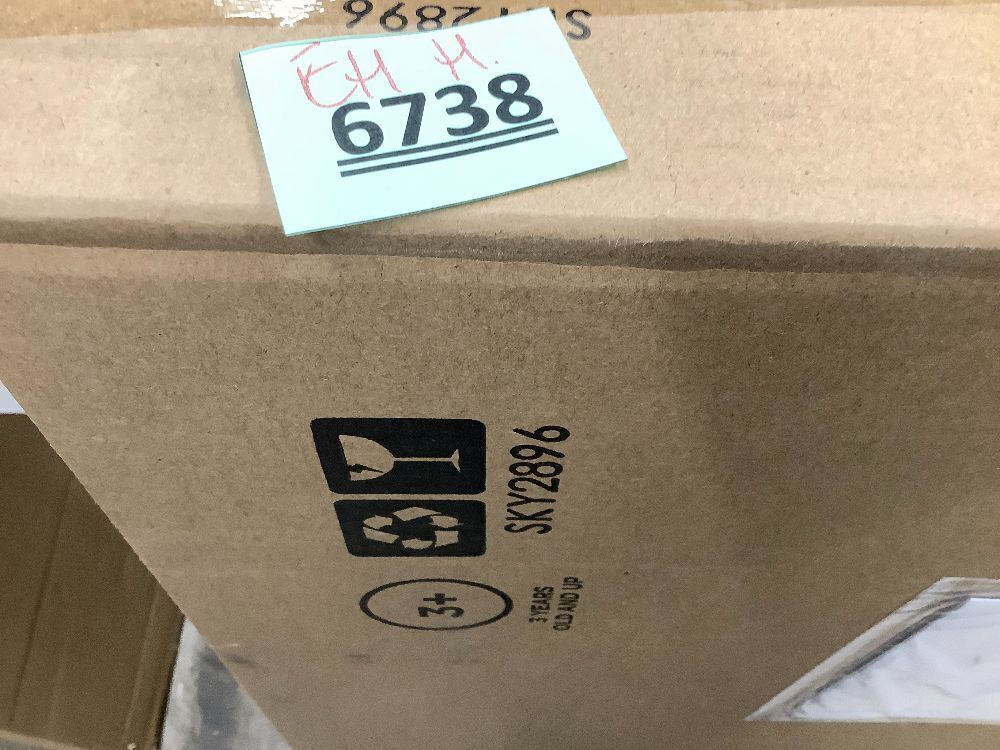 SKY2896
ÉH H.
6738
SKY2896
3+
3 YEARS
OLD AND UP